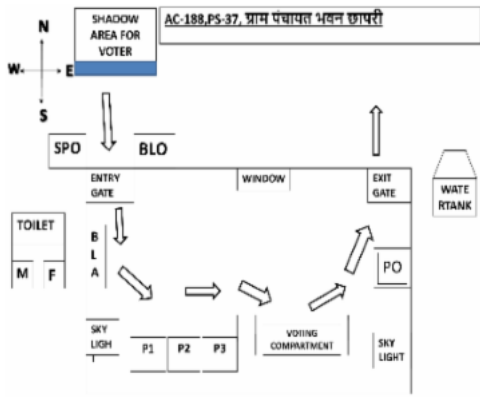 AC-188,PS-37, ग्राम पंचायत भवन छापरी
SHADOW
AREA FOR
VOTER
N
W
E
S
SPO
BLO
ENTRY
GATE
WINDOW
EXIT
GATE
WATE
RTANK
TOILET
M
F
B
L
A
PO
SKY
LIGH
T
P1
P2
P3
VOTING
COMPARTMENT
SKY
LIGHT